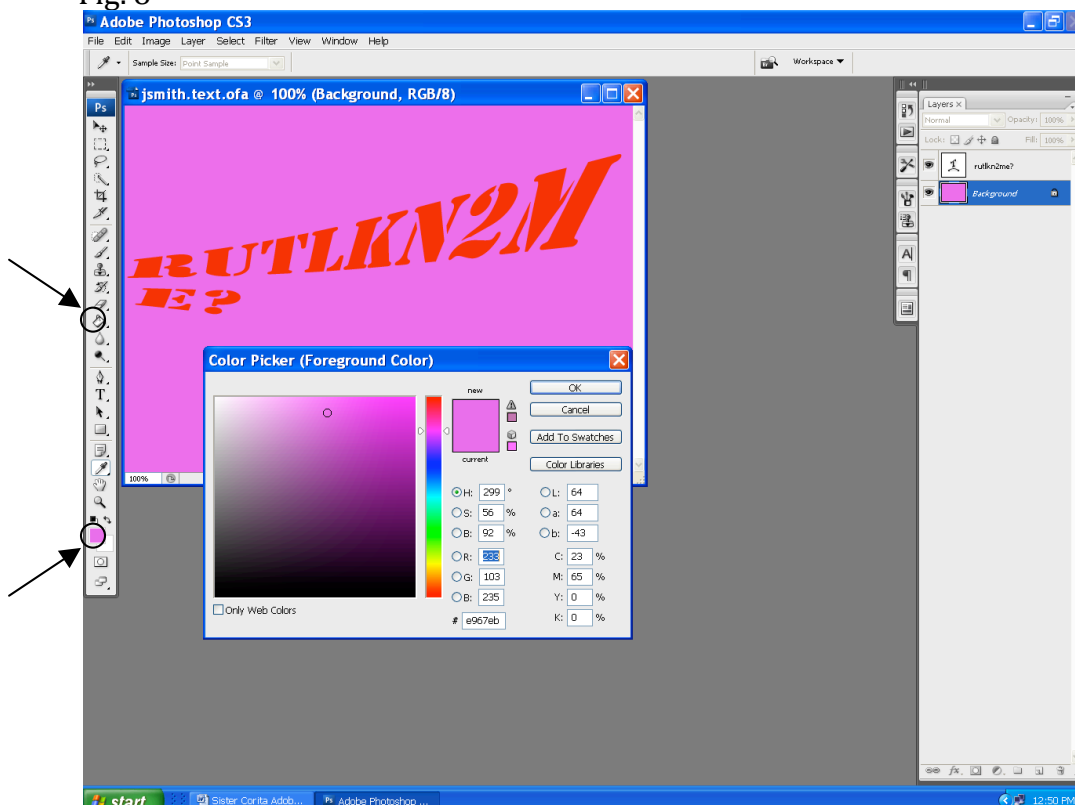 Adobe Photoshop CS3
File Edit Image Layer Select Filter View Window Help
Sample Size: Point Sample
Workspace
jsmith.text.ofa @ 100% (Background, RGB/8)
Ps
RUTLKN2M
E?
100%
Color Picker (Foreground Color)
new
current
OK
Cancel
Add To Swatches
Color Libraries
H: 299 °
L: 64
S: 56 %
a: 64
B: 92 %
b: -43
R: 233
C: 23 %
G: 103
M: 65 %
B: 235
Y: 0 %
# e967eb
K: 0 %
Only Web Colors
Layers ×
Normal
Opacity: 100%
Lock:
Fill: 100%
rutlkn2me?
Background
start
Sister Corita Adob...
Adobe Photoshop ...
12:50 PM